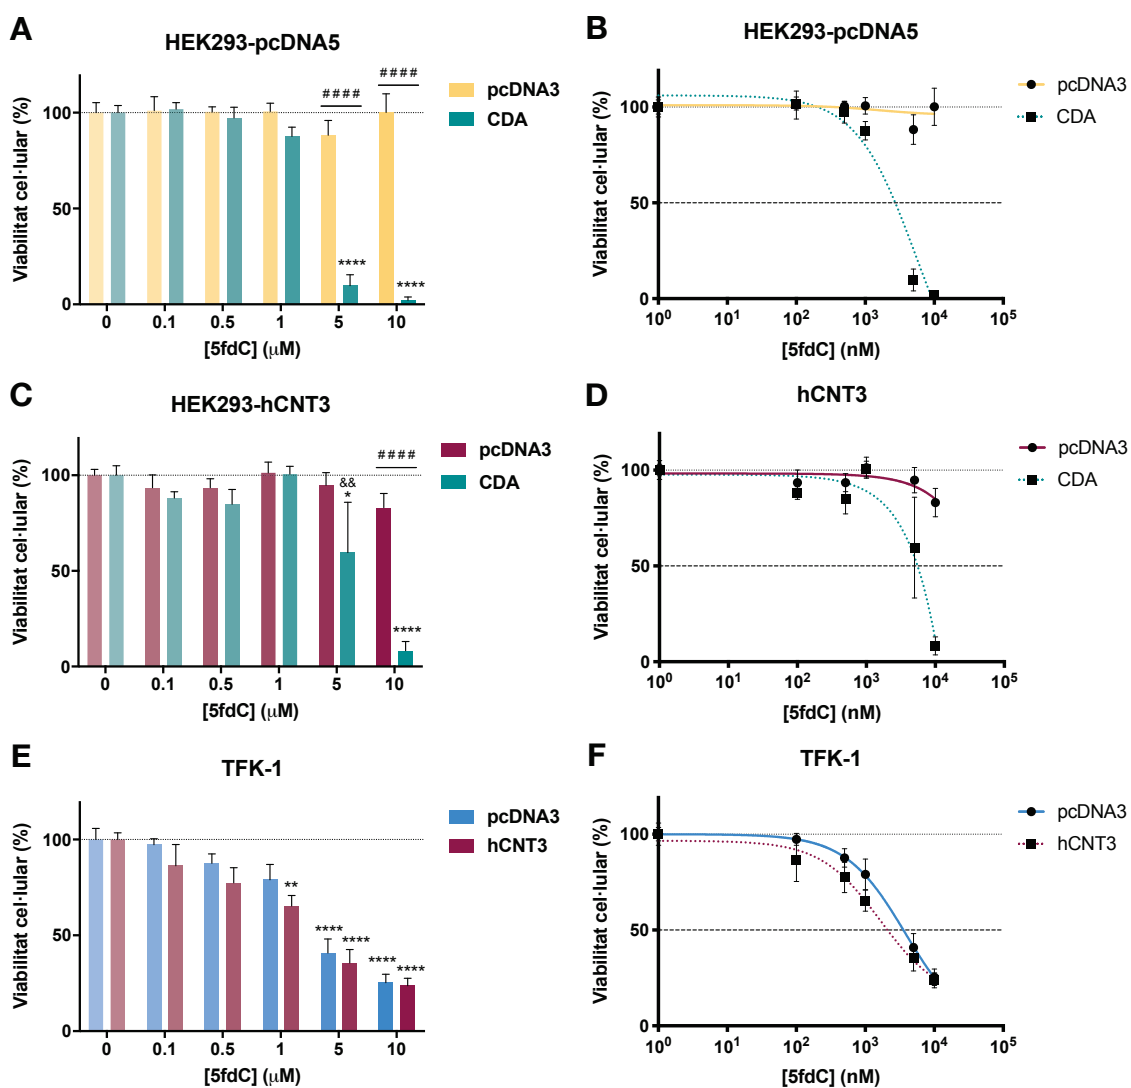 A
HEK293-pcDNA5
Viabilitat cel·lular (%)
100
50
0
#### ####
**** ****
pcDNA3
CDA
0 0.1 0.5 1 5 10
[5fdC] (μM)
B
HEK293-pcDNA5
Viabilitat cel·lular (%)
100
50
0
pcDNA3
CDA
10⁰ 10¹ 10² 10³ 10⁴ 10⁵
[5fdC] (nM)
C
HEK293-hCNT3
Viabilitat cel·lular (%)
100
50
0
####
&&
*
****
pcDNA3
CDA
0 0.1 0.5 1 5 10
[5fdC] (μM)
D
hCNT3
Viabilitat cel·lular (%)
100
50
0
pcDNA3
CDA
10⁰ 10¹ 10² 10³ 10⁴ 10⁵
[5fdC] (nM)
E
TFK-1
Viabilitat cel·lular (%)
100
50
0
** **** **** **** ****
pcDNA3
hCNT3
0 0.1 0.5 1 5 10
[5fdC] (μM)
F
TFK-1
Viabilitat cel·lular (%)
100
50
0
pcDNA3
hCNT3
10⁰ 10¹ 10² 10³ 10⁴ 10⁵
[5fdC] (nM)